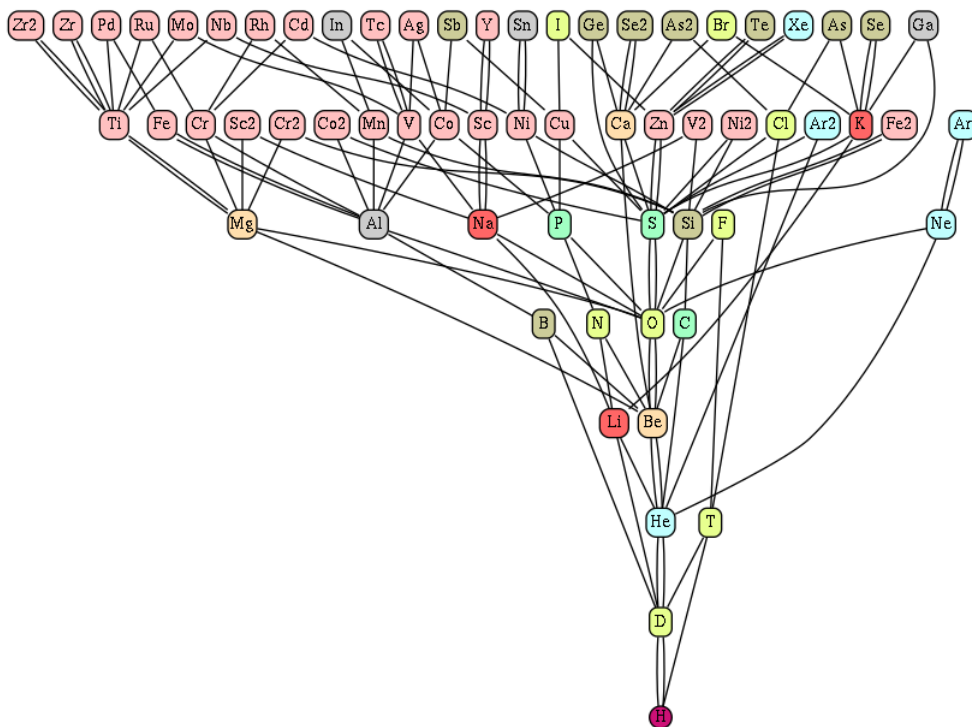 Zr2 Zr Pd Ru Mo Nb Rh Cd In Tc Ag Sb Y Sn I Ge Se2 As2 Br Te Xe As Se Ga
Ti Fe Cr Sc2 Cr2 Co2 Mn V Co Sc Ni Cu Ca Zn V2 Ni2 Cl Ar2 K Fe2 Ar
Mg Al Na P S Si F Ne
B N O C
Li Be
He T
D
H